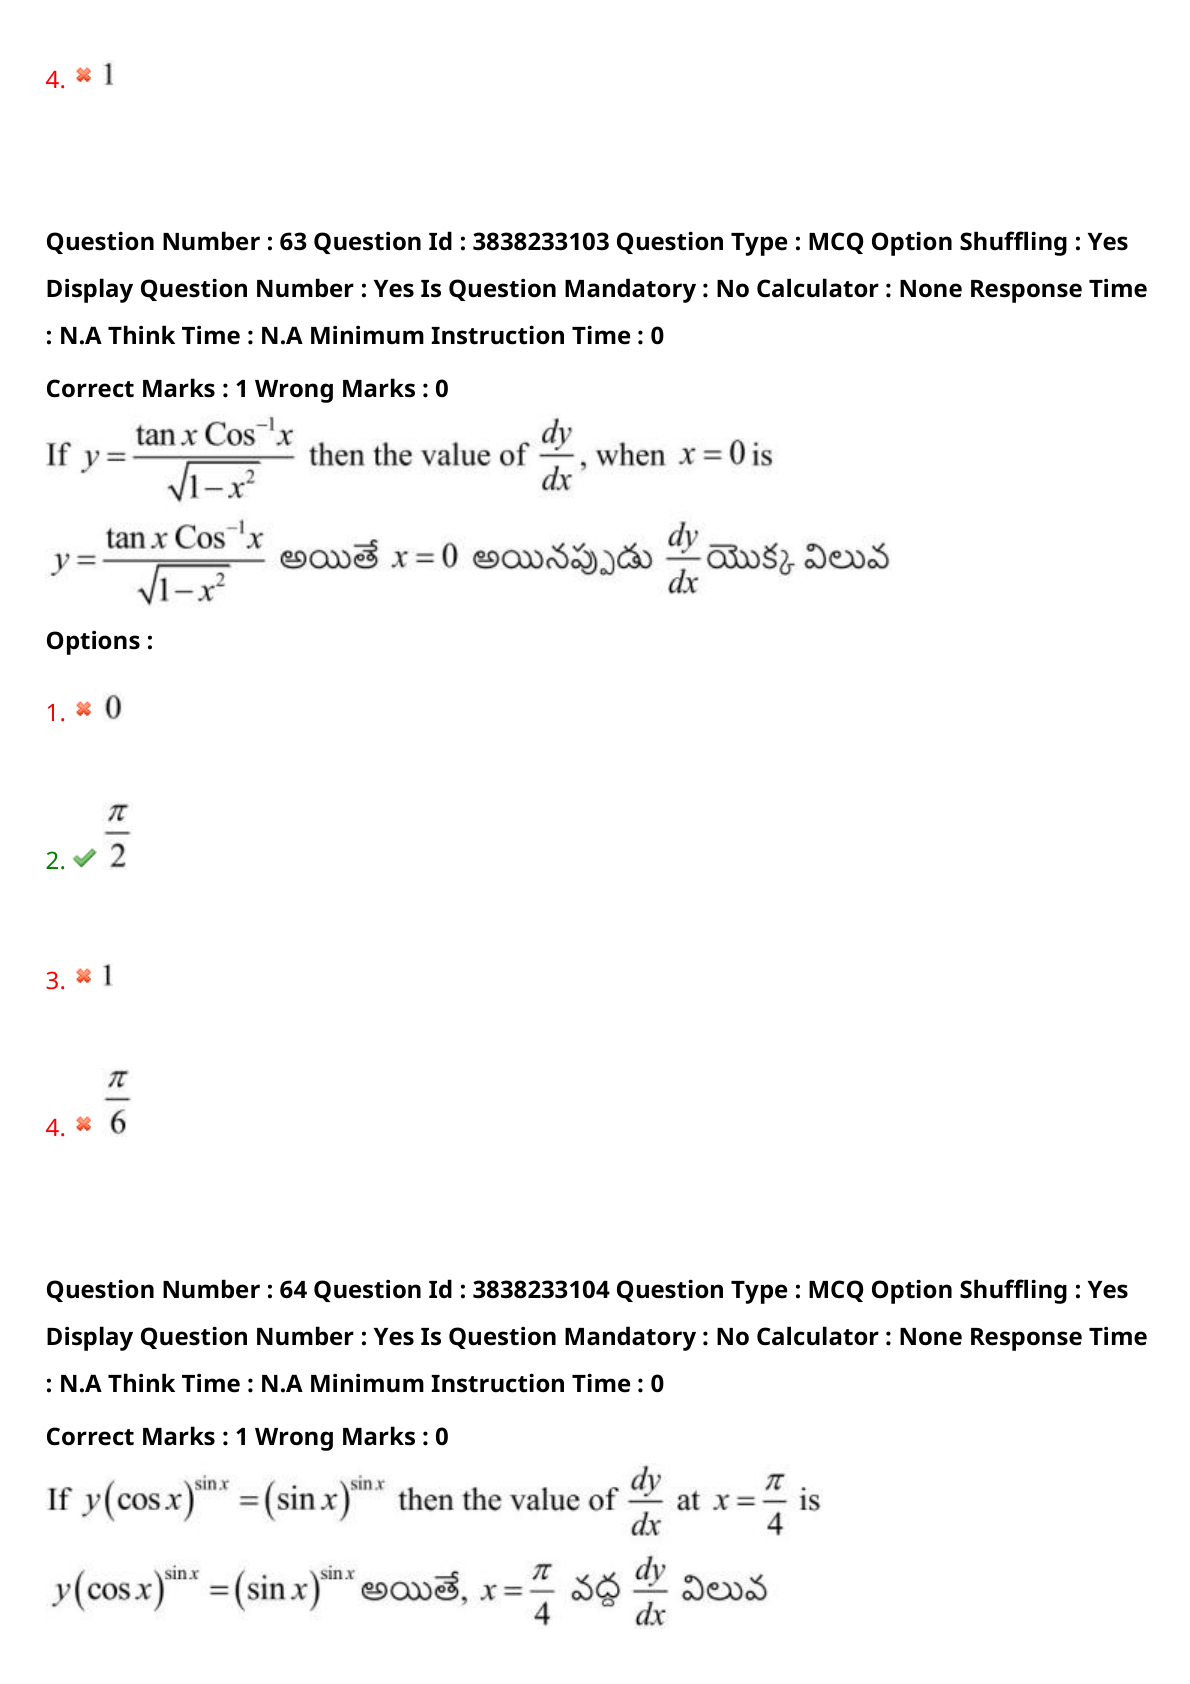 4. 1
Question Number : 63 Question Id : 3838233103 Question Type : MCQ Option Shuffling : Yes
Display Question Number : Yes Is Question Mandatory : No Calculator : None Response Time
: N.A Think Time : N.A Minimum Instruction Time : 0
Correct Marks : 1 Wrong Marks : 0
If $y=\frac{\tan x \operatorname{Cos}^{-1}x}{\sqrt{1-x^2}}$ then the value of $\frac{dy}{dx}$, when $x=0$ is
$y=\frac{\tan x \operatorname{Cos}^{-1}x}{\sqrt{1-x^2}}$ అయితే $x=0$ అయినప్పుడు $\frac{dy}{dx}$ యొక్క విలువ
Options :
1. 0
2. $\frac{\pi}{2}$
3. 1
4. $\frac{\pi}{6}$
Question Number : 64 Question Id : 3838233104 Question Type : MCQ Option Shuffling : Yes
Display Question Number : Yes Is Question Mandatory : No Calculator : None Response Time
: N.A Think Time : N.A Minimum Instruction Time : 0
Correct Marks : 1 Wrong Marks : 0
If $y(\cos x)^{\sin x}=(\sin x)^{\sin x}$ then the value of $\frac{dy}{dx}$ at $x=\frac{\pi}{4}$ is
$y(\cos x)^{\sin x}=(\sin x)^{\sin x}$ అయితే, $x=\frac{\pi}{4}$ వద్ద $\frac{dy}{dx}$ విలువ